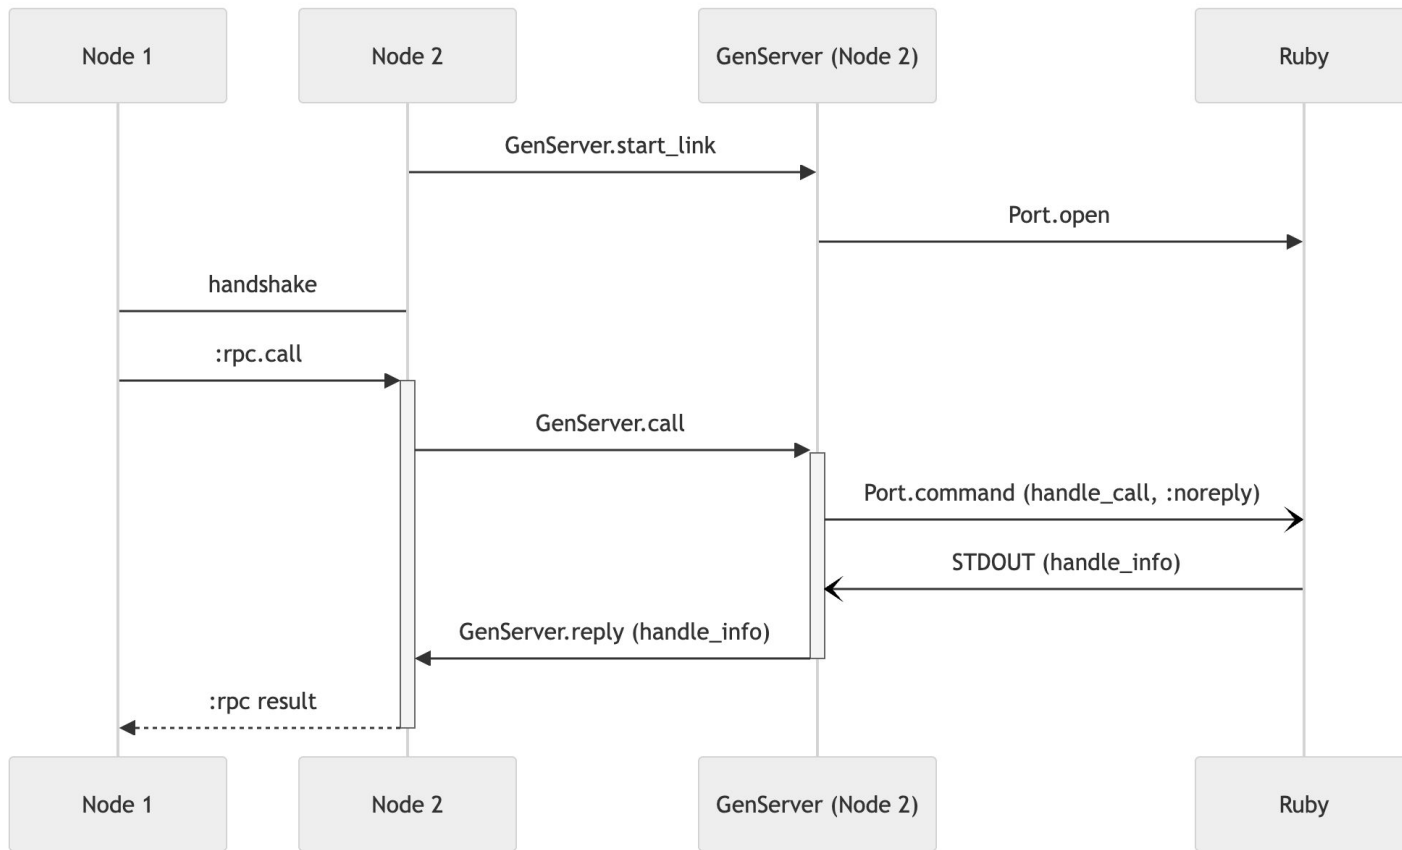 Node 1
Node 2
GenServer (Node 2)
Ruby
GenServer.start_link
Port.open
handshake
:rpc.call
GenServer.call
Port.command (handle_call, :noreply)
STDOUT (handle_info)
GenServer.reply (handle_info)
:rpc result
Node 1
Node 2
GenServer (Node 2)
Ruby